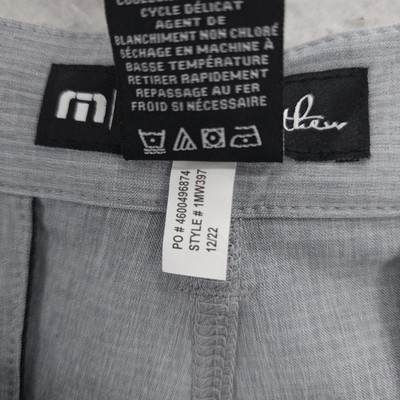 CYCLE DÉLICAT
AGENT DE
BLANCHIMENT NON CHLORÉ
SÉCHAGE EN MACHINE À
BASSE TEMPÉRATURE
RETIRER RAPIDEMENT
REPASSAGE AU FER
FROID SI NÉCESSAIRE
m
thew
PO # 4600496874
STYLE # 1MW397
12/22